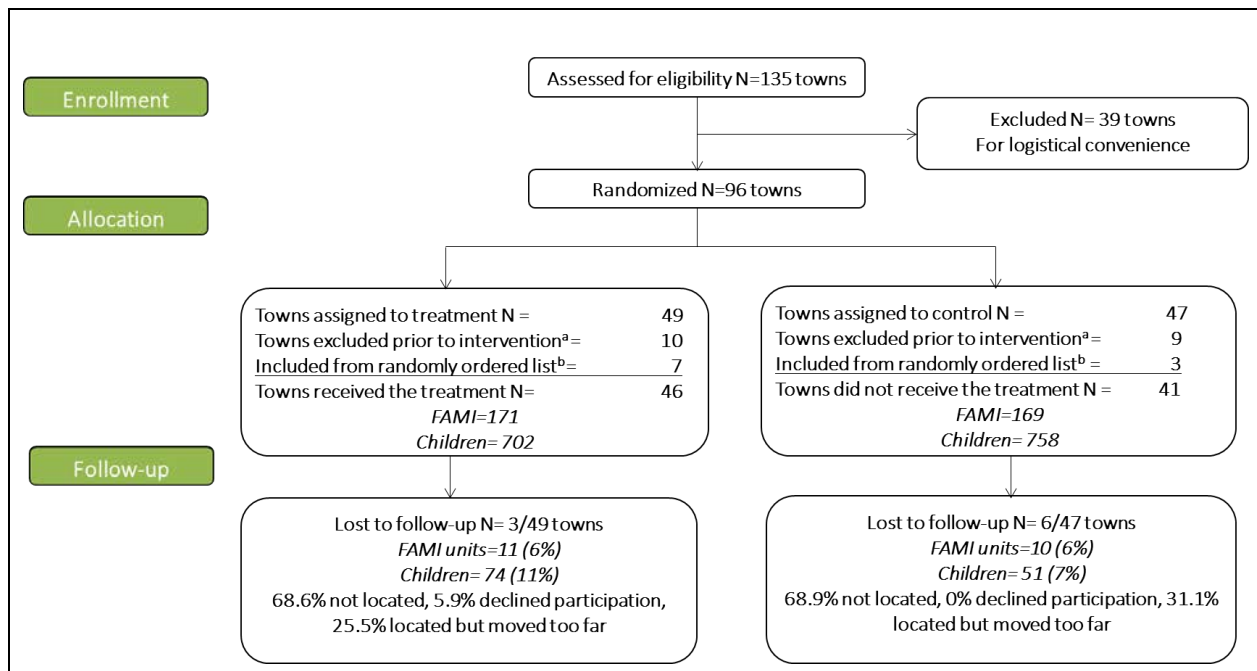 Enrollment
Assessed for eligibility N=135 towns
Excluded N= 39 towns
For logistical convenience
Allocation
Randomized N=96 towns
Towns assigned to treatment N = 49
Towns excluded prior to interventionᵃ= 10
Included from randomly ordered listᵇ= 7
Towns received the treatment N= 46
FAMI=171
Children= 702
Towns assigned to control N = 47
Towns excluded prior to interventionᵃ= 9
Included from randomly ordered listᵇ= 3
Towns did not receive the treatment N = 41
FAMI=169
Children= 758
Follow-up
Lost to follow-up N= 3/49 towns
FAMI units=11 (6%)
Children= 74 (11%)
68.6% not located, 5.9% declined participation,
25.5% located but moved too far
Lost to follow-up N= 6/47 towns
FAMI units=10 (6%)
Children= 51 (7%)
68.9% not located, 0% declined participation, 31.1%
located but moved too far